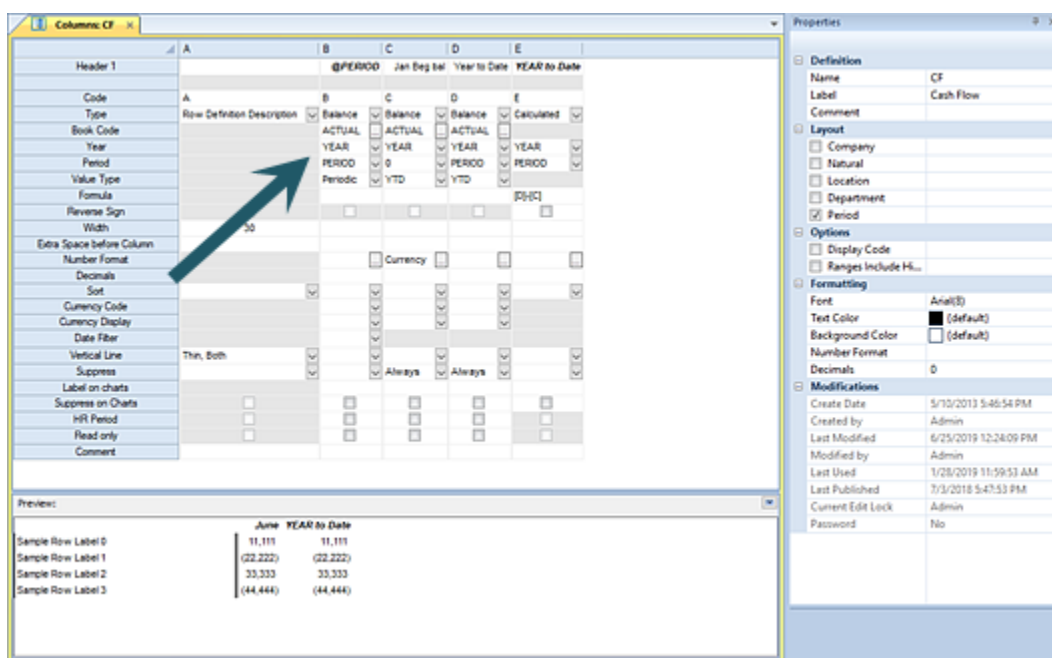 Columns: CF ×
A B C D E
Header 1 @PERIOD Jan Beg bal Year to Date YEAR to Date
Code A B C D E
Type Row Definition Description Balance Balance Balance Calculated
Book Code ACTUAL ACTUAL ACTUAL
Year YEAR YEAR YEAR YEAR
Period PERIOD 0 PERIOD PERIOD
Value Type Periodic YTD YTD
Formula [D]-[C]
Reverse Sign
Width 30
Extra Space before Column
Number Format Currency
Decimals
Sort
Currency Code
Currency Display
Date Filter
Vertical Line Thin, Both
Suppress Always Always
Label on charts
Suppress on Charts
HR Period
Read only
Comment
Preview:
June YEAR to Date
Sample Row Label 0 11,111 11,111
Sample Row Label 1 (22,222) (22,222)
Sample Row Label 2 33,333 33,333
Sample Row Label 3 (44,444) (44,444)
Properties
Definition
Name CF
Label Cash Flow
Comment
Layout
Company
Natural
Location
Department
Period
Options
Display Code
Ranges Include Hi...
Formatting
Font Arial(8)
Text Color (default)
Background Color (default)
Number Format
Decimals 0
Modifications
Create Date 5/10/2013 5:46:54 PM
Created by Admin
Last Modified 6/25/2019 12:24:09 PM
Modified by Admin
Last Used 1/28/2019 11:59:53 AM
Last Published 7/3/2018 5:47:53 PM
Current Edit Lock Admin
Password No